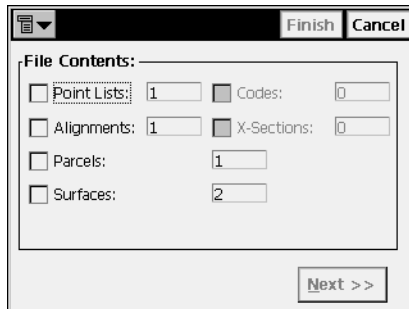 Finish Cancel
File Contents:
Point Lists: 1 Codes: 0
Alignments: 1 X-Sections: 0
Parcels: 1
Surfaces: 2
Next >>